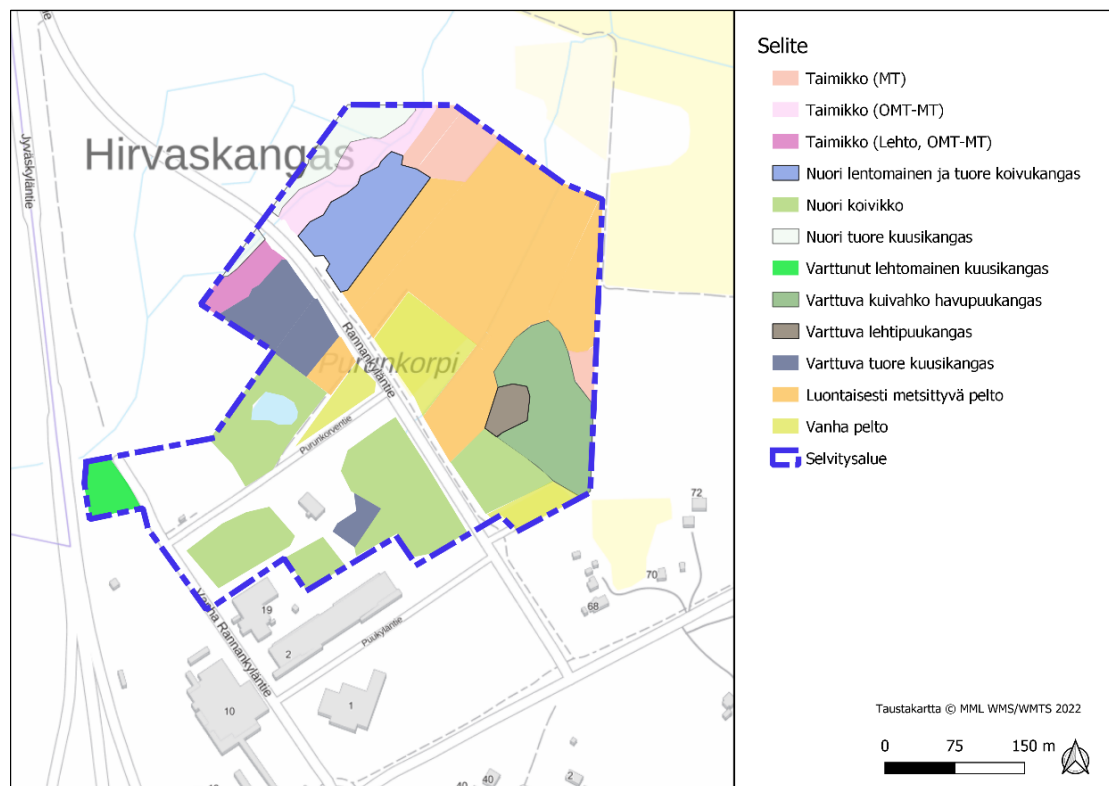 Hirvaskangas
Jyväskyläntie
Rannankyläntie
Purunkorpi
Purunkorventie
Vanha Rannankyläntie
Puukyläntie
19
2
10
1
72
70
68
40
40
2
Selite
Taimikko (MT)
Taimikko (OMT-MT)
Taimikko (Lehto, OMT-MT)
Nuori lentomainen ja tuore koivukangas
Nuori koivikko
Nuori tuore kuusikangas
Varttunut lehtomainen kuusikangas
Varttuva kuivahko havupuukangas
Varttuva lehtipuukangas
Varttuva tuore kuusikangas
Luontaisesti metsittyvä pelto
Vanha pelto
Selvitysalue
Taustakartta © MML WMS/WMTS 2022
0 75 150 m